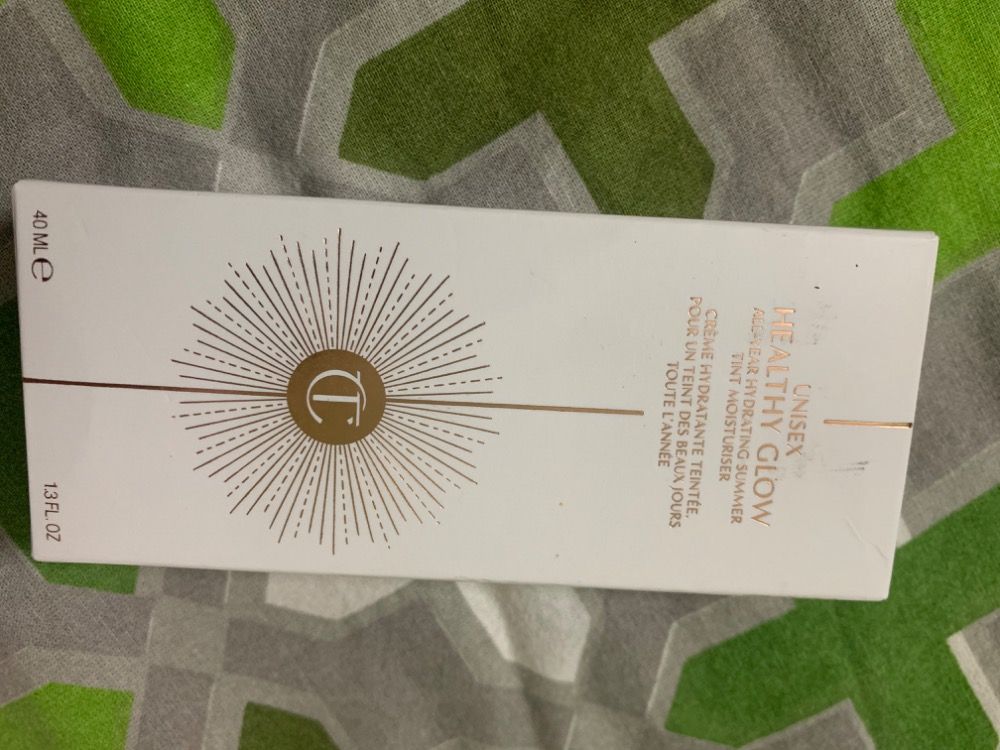 UNISEX
HEALTHY GLOW
ALL-YEAR HYDRATING SUMMER
TINT MOISTURISER
CRÈME HYDRATANTE TEINTÉE,
POUR UN TEINT DES BEAUX JOURS
TOUTE L'ANNÉE
CT
40 ML ℮
1.3 FL. OZ